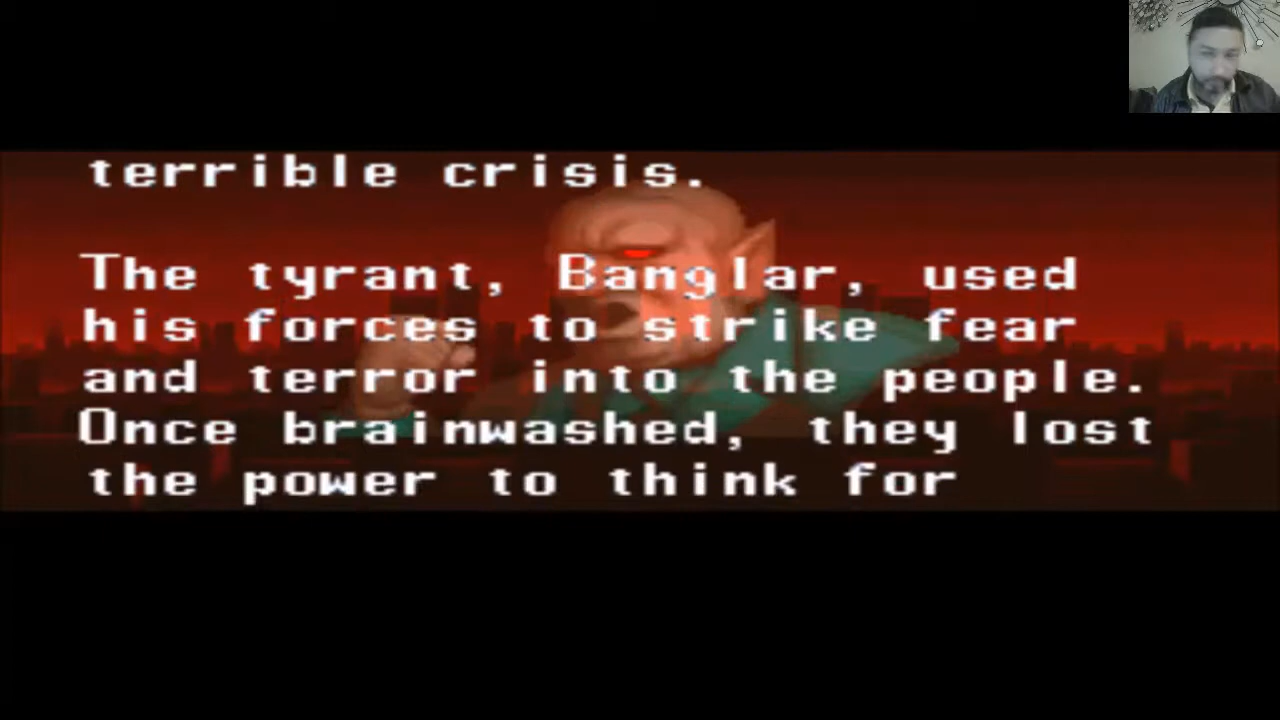 terrible crisis.
The tyrant, Banglar, used
his forces to strike fear
and terror into the people.
Once brainwashed, they lost
the power to think for